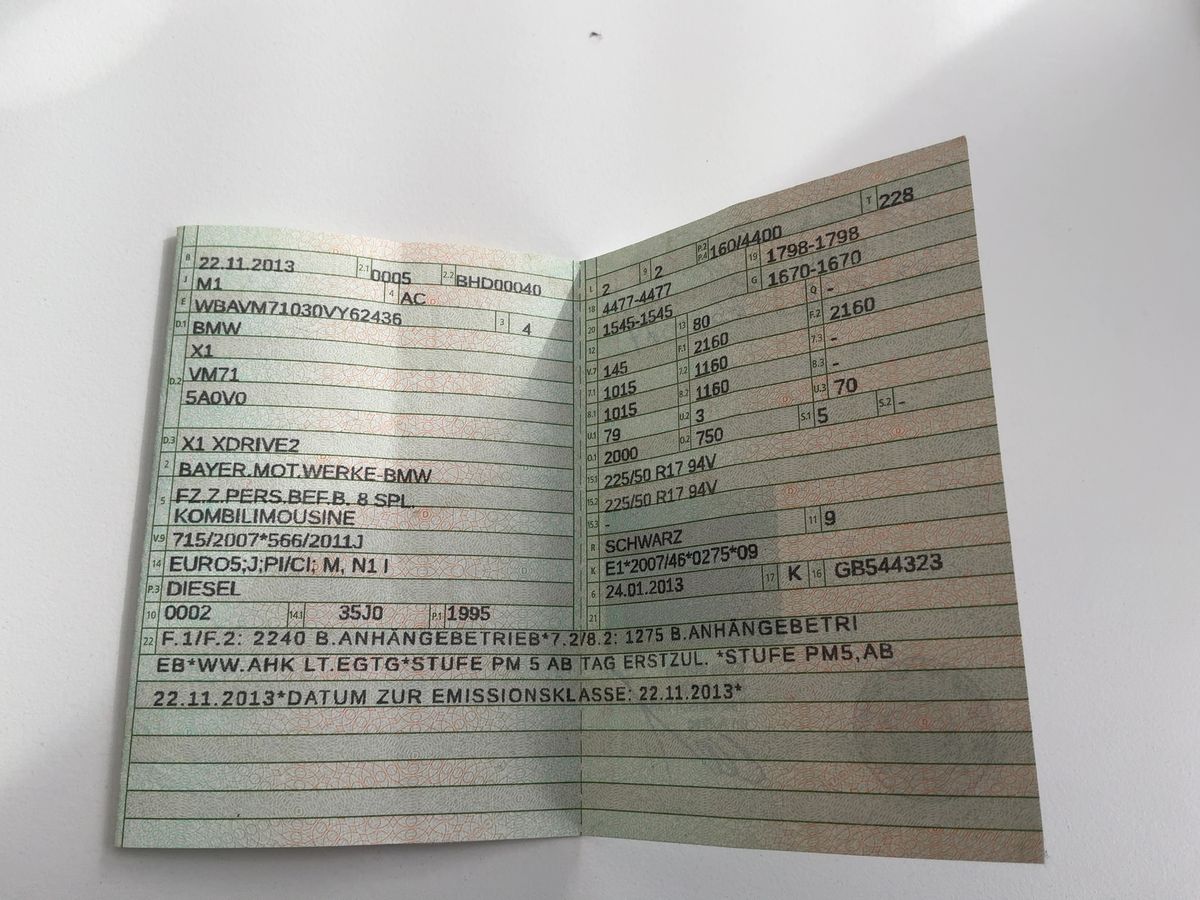 B 22.11.2013 2.1 0005 2.2 BHD00040
J M1 4 AC
E WBAVM71030VY62436 3 4
D.1 BMW
X1
D.2 VM71
5A0V0
D.3 X1 XDRIVE2
2 BAYER.MOT.WERKE-BMW
5 FZ.Z.PERS.BEF.B. 8 SPL.
KOMBILIMOUSINE
V.9 715/2007*566/2011J
14 EURO5;J;PI/CI; M, N1 I
P.3 DIESEL
10 0002 14.1 35J0 P.1 1995
L 2 9 2 P.2 P.4 160/4400 T 228
18 4477-4477 19 1798-1798
20 1545-1545 G 1670-1670
12 13 80 Q -
V.7 145 F.1 2160 F.2 2160
7.1 1015 7.2 1160 7.3 -
8.1 1015 8.2 1160 8.3 -
U.1 79 U.2 3 U.3 70
O.1 2000 O.2 750 S.1 5 S.2 -
15.1 225/50 R17 94V
15.2 225/50 R17 94V
15.3 -
R SCHWARZ 11 9
K E1*2007/46*0275*09
6 24.01.2013 17 K 16 GB544323
21
22 F.1/F.2: 2240 B.ANHÄNGEBETRIEB*7.2/8.2: 1275 B.ANHÄNGEBETRI
EB*WW.AHK LT.EGTG*STUFE PM 5 AB TAG ERSTZUL. *STUFE PM5,AB
22.11.2013*DATUM ZUR EMISSIONSKLASSE: 22.11.2013*